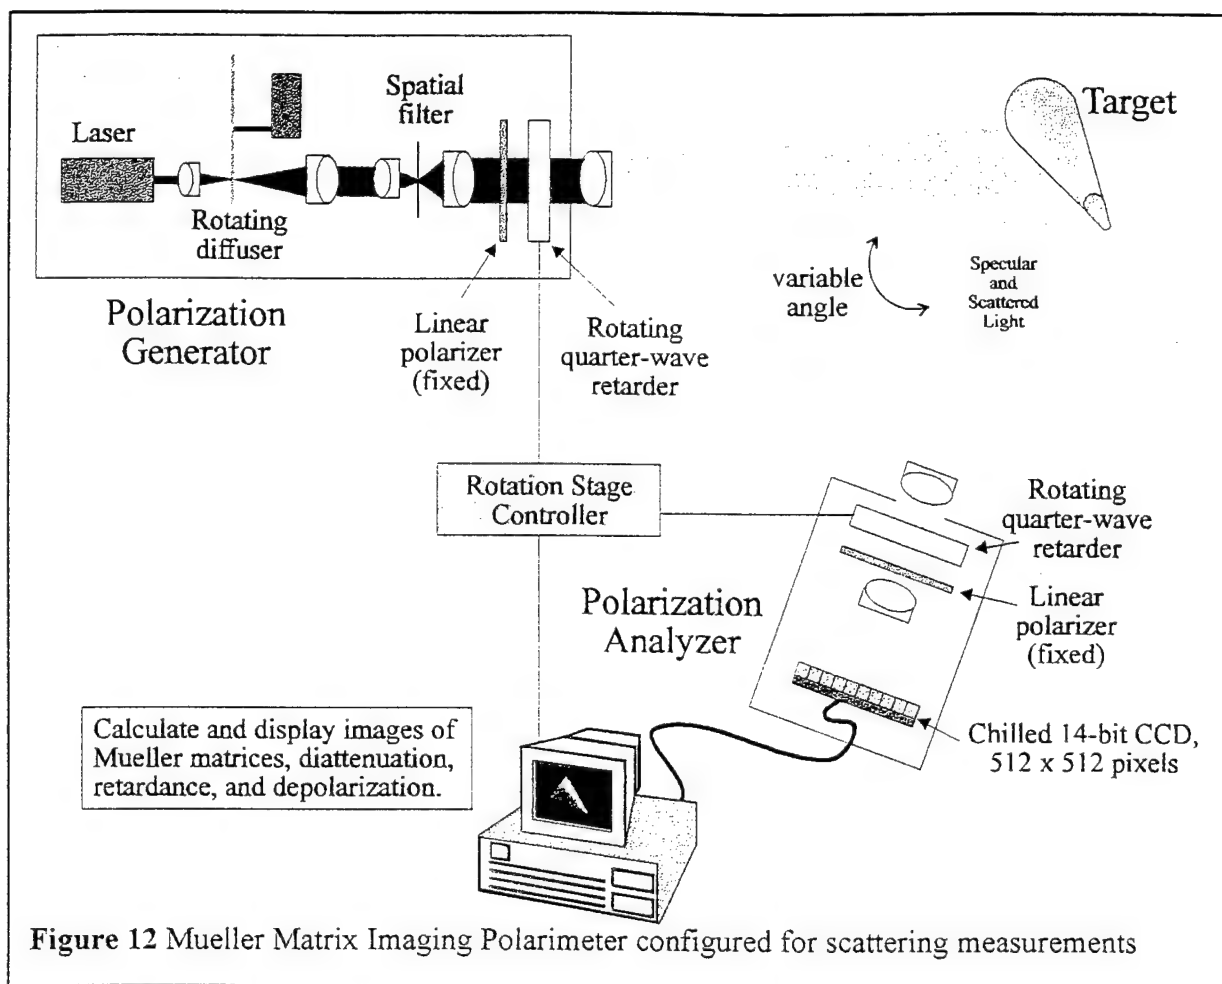 Laser
Spatial
filter
Rotating
diffuser
Target
variable
angle
Specular
and
Scattered
Light
Polarization
Generator
Linear
polarizer
(fixed)
Rotating
quarter-wave
retarder
Rotation Stage
Controller
Rotating
quarter-wave
retarder
Polarization
Analyzer
Linear
polarizer
(fixed)
Calculate and display images of
Mueller matrices, diattenuation,
retardance, and depolarization.
Chilled 14-bit CCD,
512 x 512 pixels
Figure 12 Mueller Matrix Imaging Polarimeter configured for scattering measurements